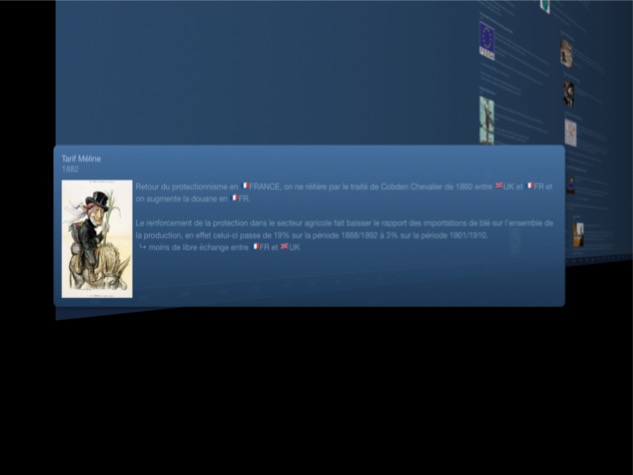 Tarif Méline
1882
Retour du protectionnisme en 🇫🇷FRANCE, on ne réitère par le traité de Cobden Chevalier de 1860 entre 🇬🇧UK et 🇫🇷FR et
on augmente la douane en 🇫🇷FR.
Le renforcement de la protection dans le secteur agricole fait baisser le rapport des importations de blé sur l'ensemble de
la production, en effet celui-ci passe de 19% sur la période 1888/1892 à 3% sur la période 1901/1910.
↪ moins de libre échange entre 🇫🇷FR et 🇬🇧UK